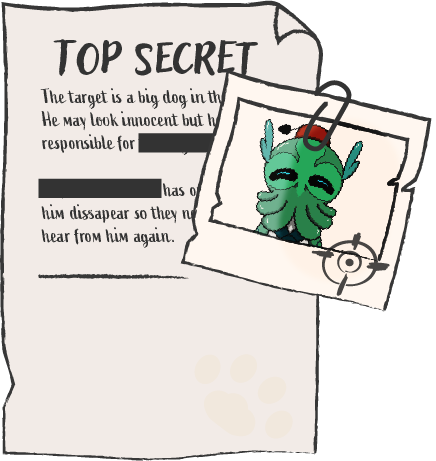 TOP SECRET
The target is a big dog in
He may look innocent but
responsible for
has
him dissapear so they
hear from him again.